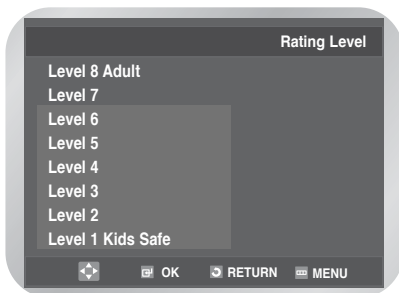 Rating Level
Level 8 Adult
Level 7
Level 6
Level 5
Level 4
Level 3
Level 2
Level 1 Kids Safe
OK RETURN MENU